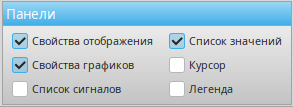 Панели
Свойства отображения Список значений
Свойства графиков Курсор
Список сигналов Легенда